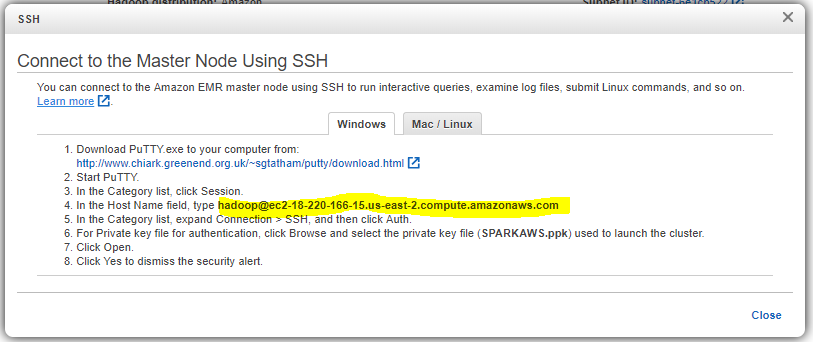 Hadoop distribution: Amazon
SSH
Connect to the Master Node Using SSH
You can connect to the Amazon EMR master node using SSH to run interactive queries, examine log files, submit Linux commands, and so on.
Learn more.
Windows Mac / Linux
1. Download PuTTY.exe to your computer from:
http://www.chiark.greenend.org.uk/~sgtatham/putty/download.html
2. Start PuTTY.
3. In the Category list, click Session.
4. In the Host Name field, type hadoop@ec2-18-220-166-15.us-east-2.compute.amazonaws.com
5. In the Category list, expand Connection > SSH, and then click Auth.
6. For Private key file for authentication, click Browse and select the private key file (SPARKAWS.ppk) used to launch the cluster.
7. Click Open.
8. Click Yes to dismiss the security alert.
Close